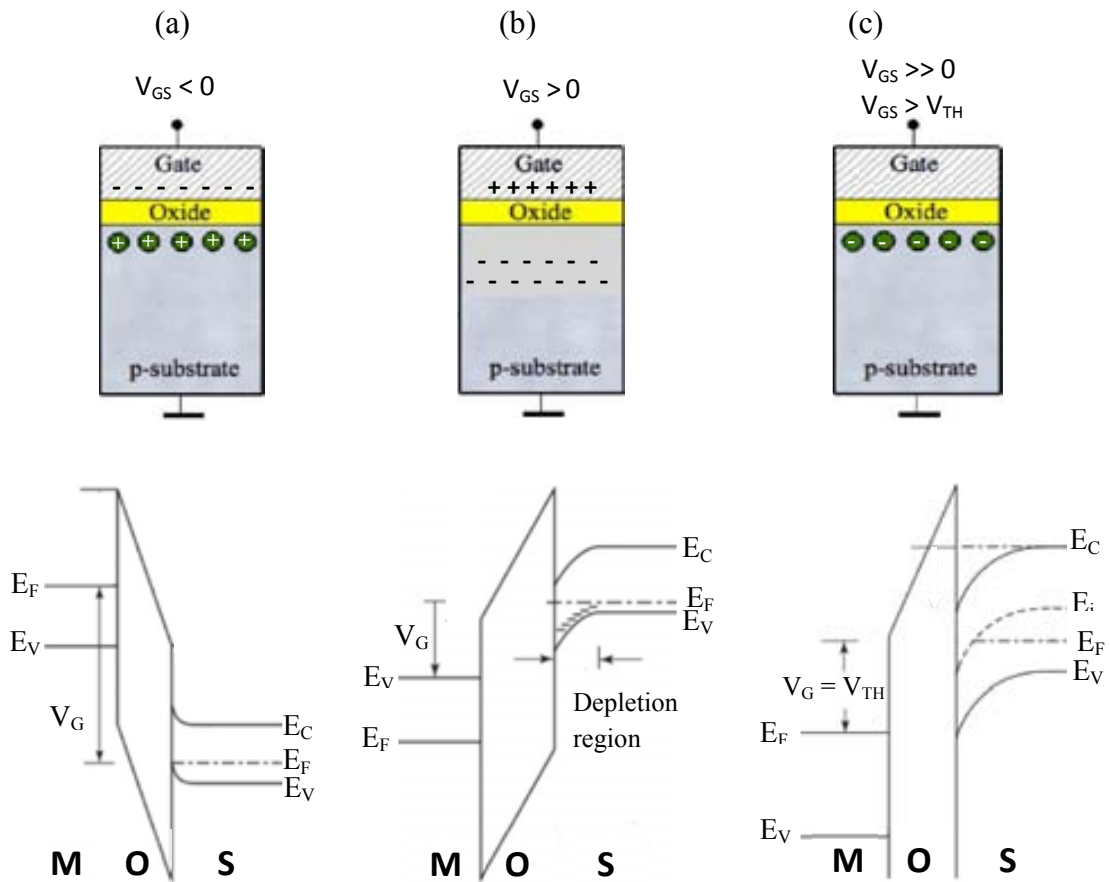 (a)
V_GS < 0
Gate
- - - - - - -
Oxide
+ + + + +
p-substrate
(b)
V_GS > 0
Gate
+ + + + + +
Oxide
- - - - - -
- - - - - - -
p-substrate
(c)
V_GS >> 0
V_GS > V_TH
Gate
Oxide
- - - - -
p-substrate
E_F
E_V
V_G
E_C
E_F
E_V
M O S
E_C
E_F
E_V
V_G
E_V
E_F
Depletion
region
M O S
E_C
E_i
E_F
E_V
V_G = V_TH
E_F
E_V
M O S